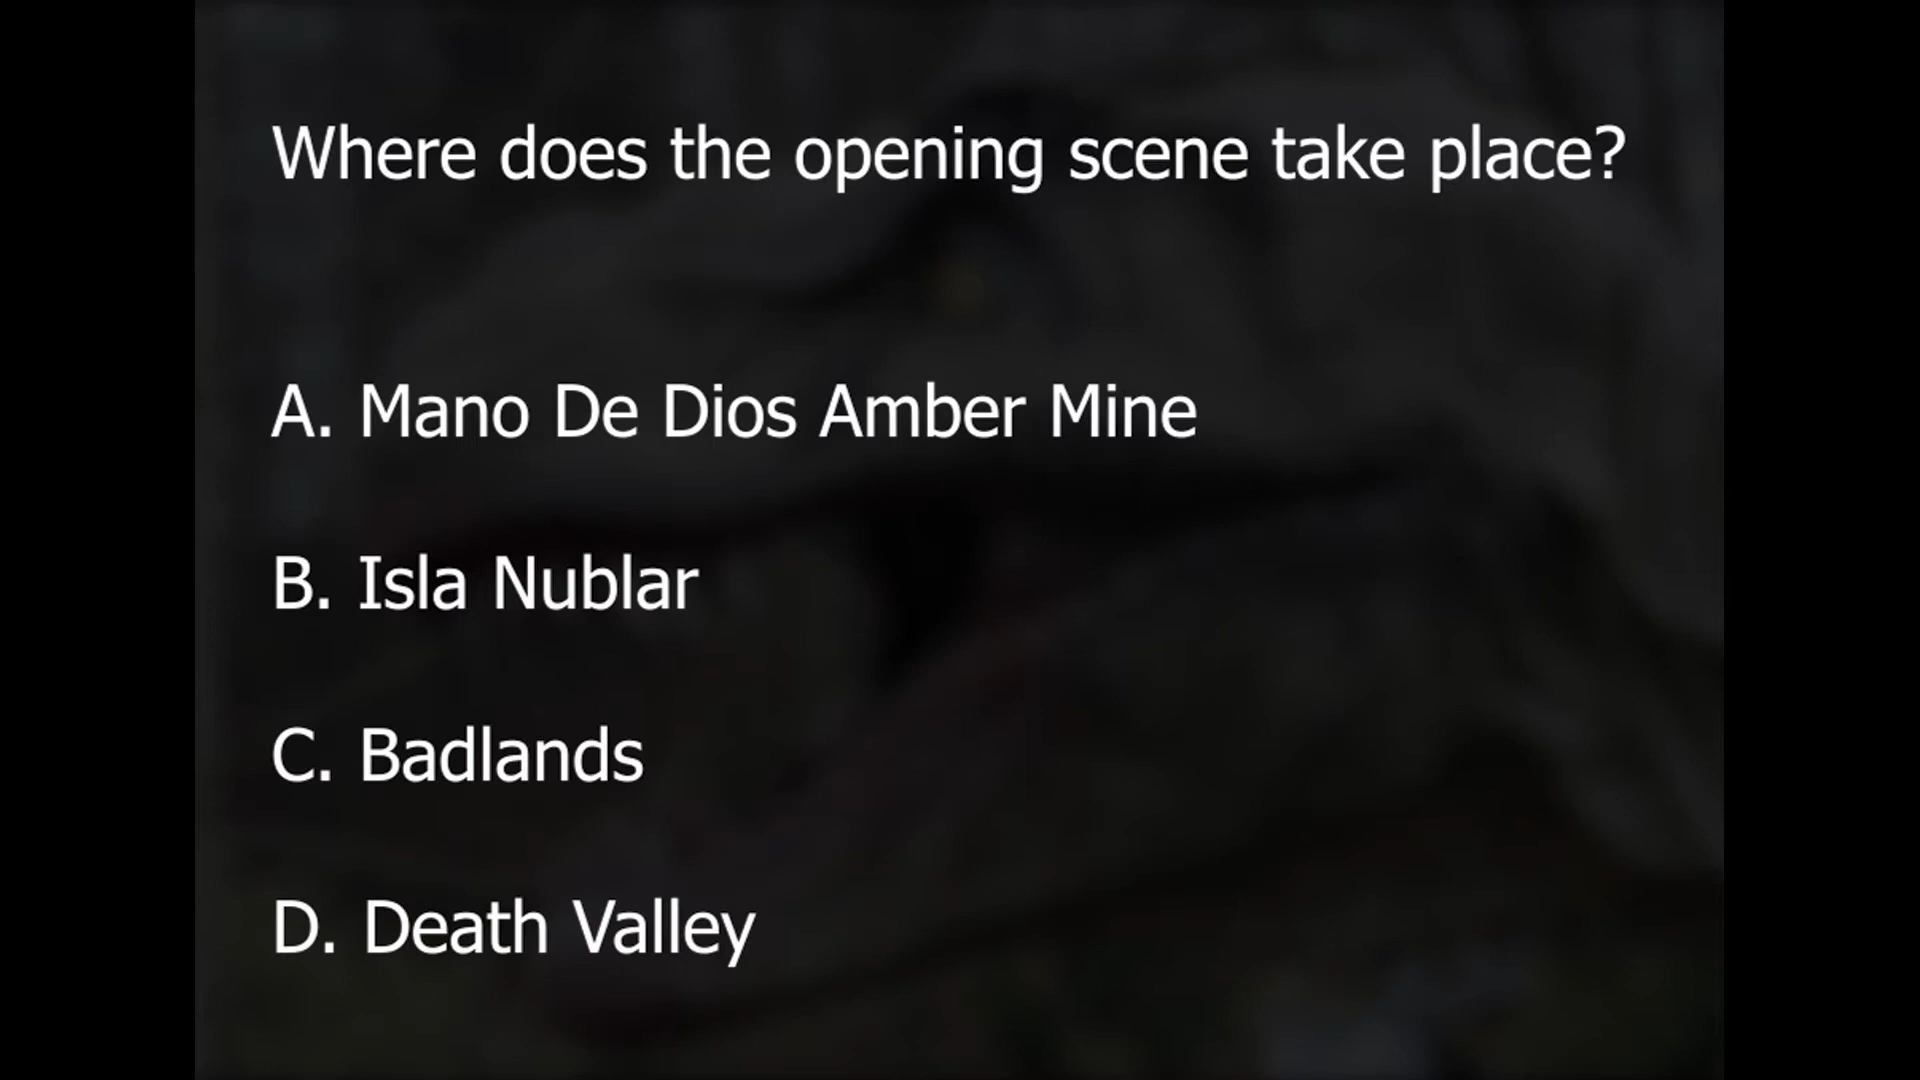 Where does the opening scene take place?
A. Mano De Dios Amber Mine
B. Isla Nublar
C. Badlands
D. Death Valley